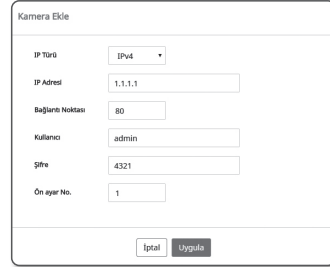 Kamera Ekle
IP Türü IPv4
IP Adresi 1.1.1.1
Bağlantı Noktası 80
Kullanıcı admin
Şifre 4321
Ön ayar No. 1
İptal Uygula